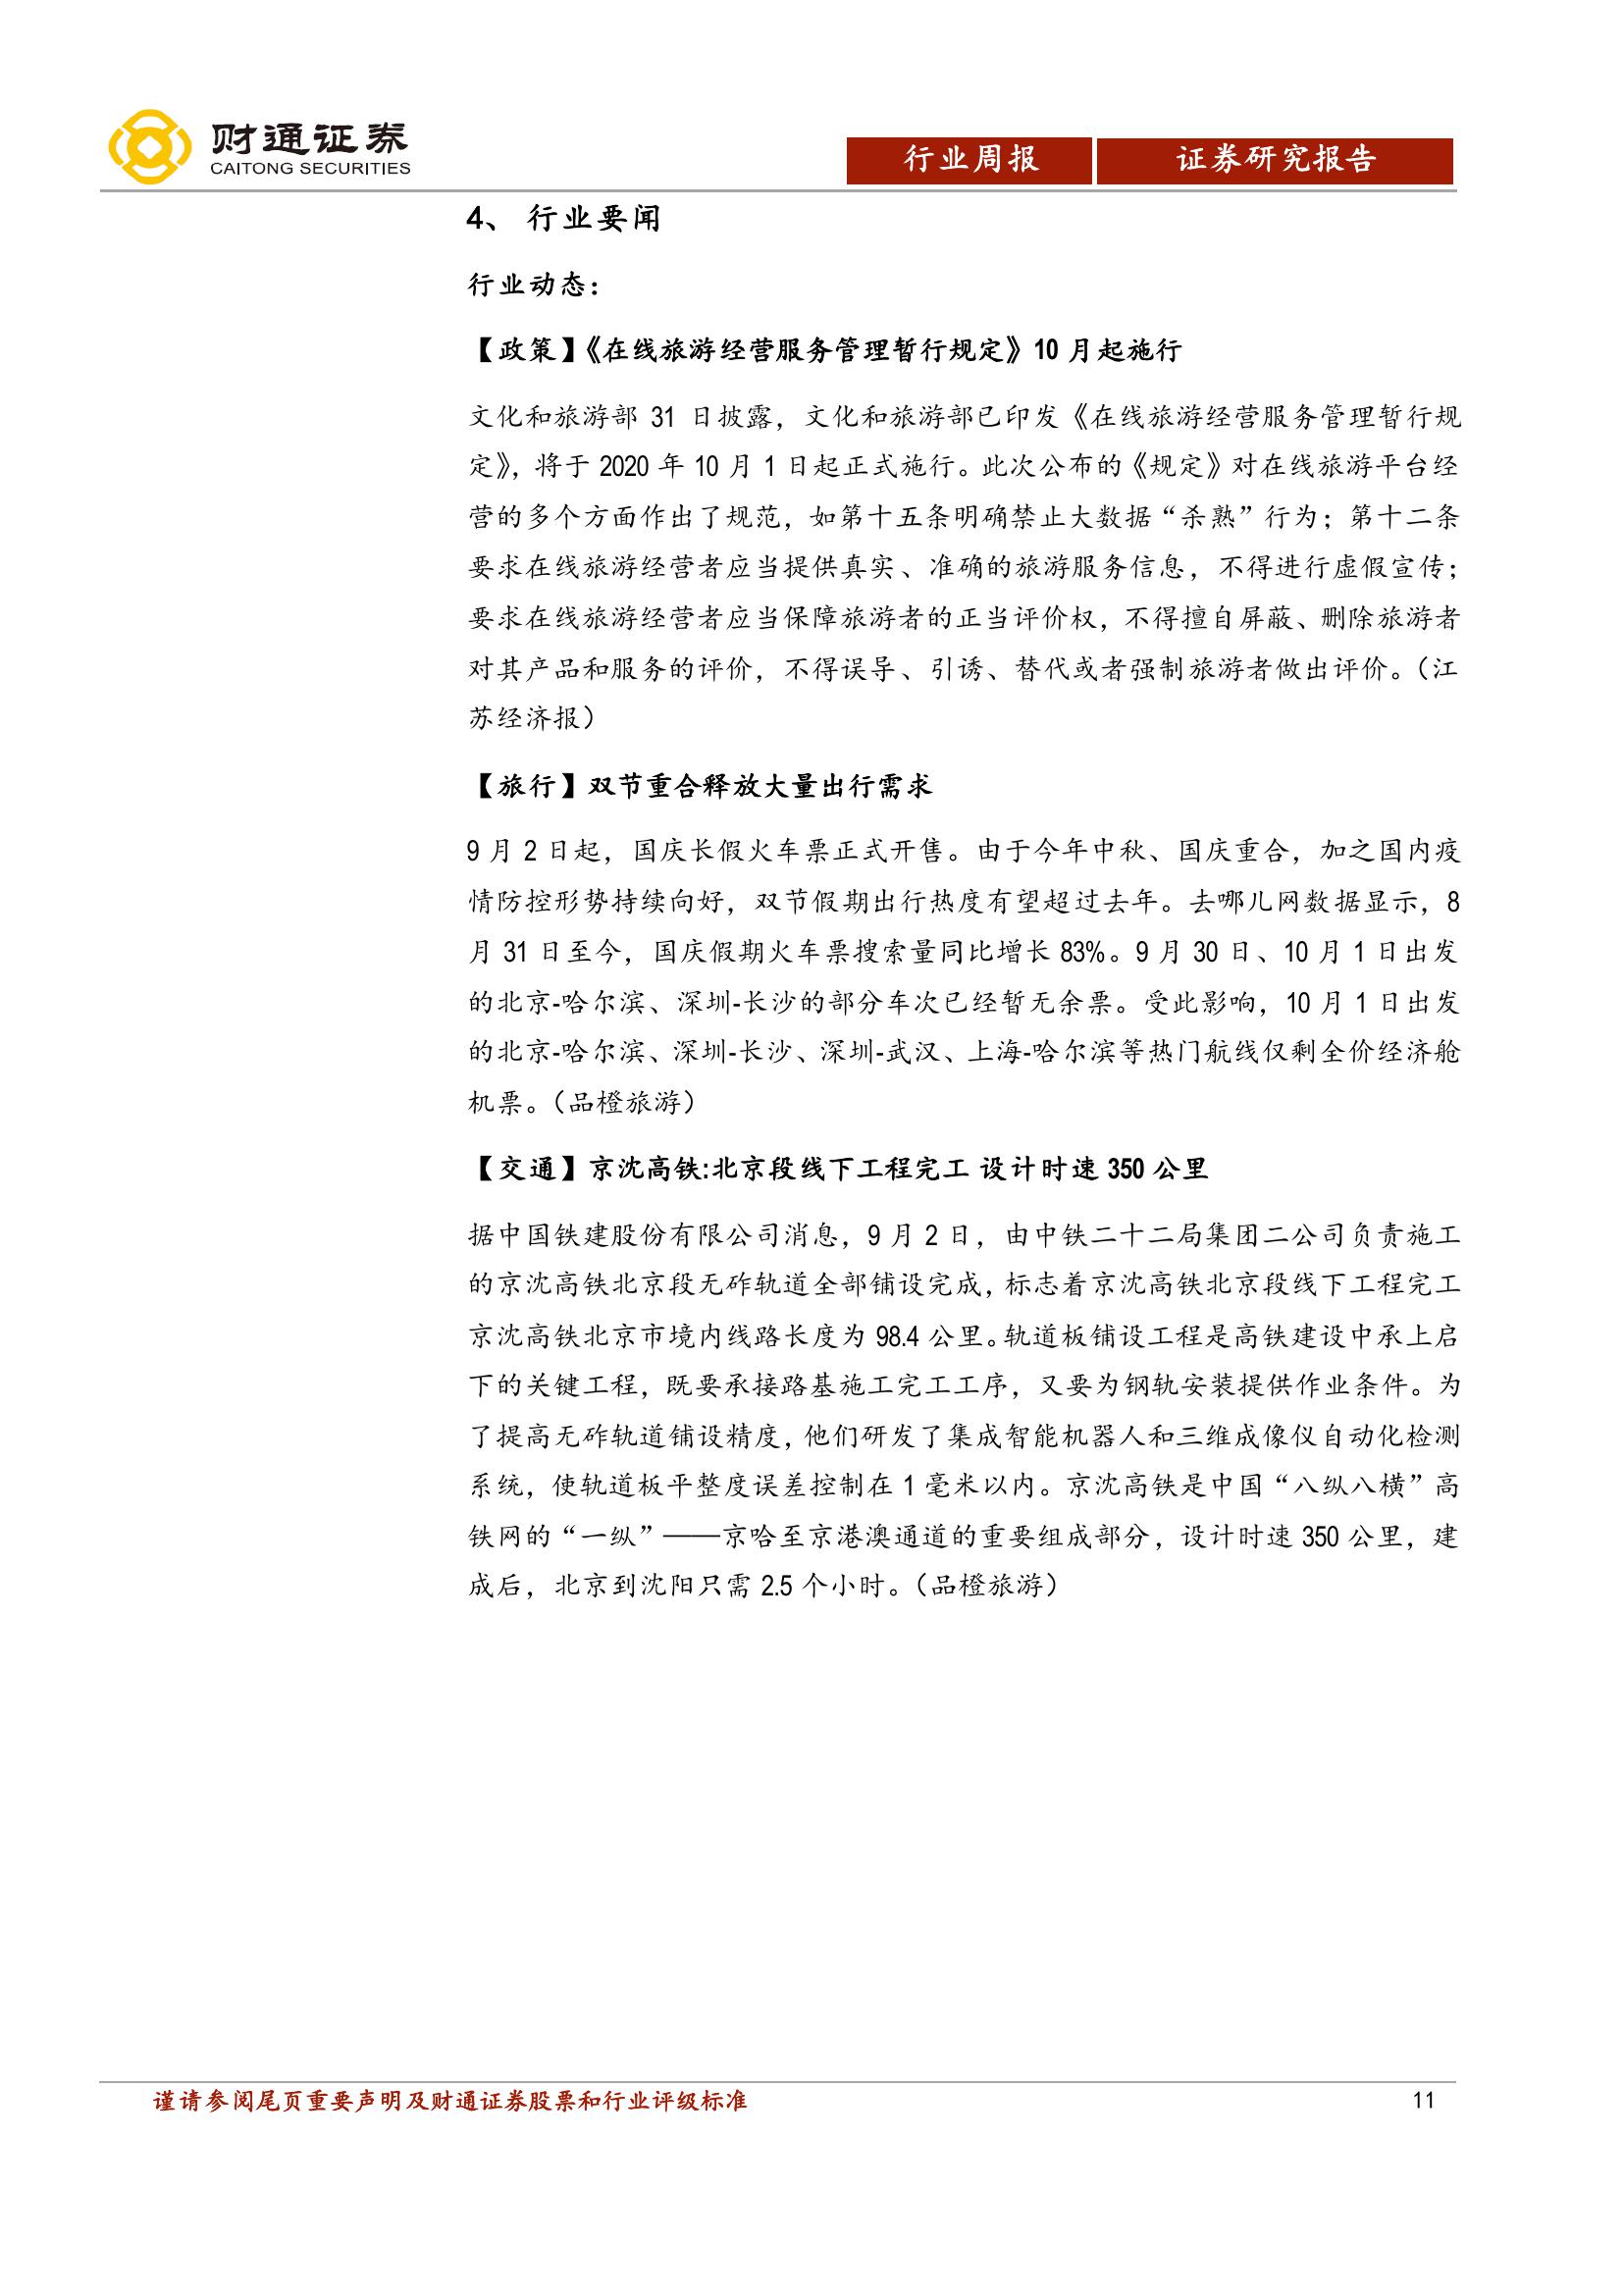 财通证券
CAITONG SECURITIES
行业周报
证券研究报告
4、 行业要闻
行业动态：
【政策】《在线旅游经营服务管理暂行规定》10 月起施行
文化和旅游部 31 日披露，文化和旅游部已印发《在线旅游经营服务管理暂行规
定》，将于 2020 年 10 月 1 日起正式施行。此次公布的《规定》对在线旅游平台经
营的多个方面作出了规范，如第十五条明确禁止大数据“杀熟”行为；第十二条
要求在线旅游经营者应当提供真实、准确的旅游服务信息，不得进行虚假宣传；
要求在线旅游经营者应当保障旅游者的正当评价权，不得擅自屏蔽、删除旅游者
对其产品和服务的评价，不得误导、引诱、替代或者强制旅游者做出评价。（江
苏经济报）
【旅行】双节重合释放大量出行需求
9 月 2 日起，国庆长假火车票正式开售。由于今年中秋、国庆重合，加之国内疫
情防控形势持续向好，双节假期出行热度有望超过去年。去哪儿网数据显示，8
月 31 日至今，国庆假期火车票搜索量同比增长 83%。9 月 30 日、10 月 1 日出发
的北京-哈尔滨、深圳-长沙的部分车次已经暂无余票。受此影响，10 月 1 日出发
的北京-哈尔滨、深圳-长沙、深圳-武汉、上海-哈尔滨等热门航线仅剩全价经济舱
机票。（品橙旅游）
【交通】京沈高铁:北京段线下工程完工 设计时速 350 公里
据中国铁建股份有限公司消息，9 月 2 日，由中铁二十二局集团二公司负责施工
的京沈高铁北京段无砟轨道全部铺设完成，标志着京沈高铁北京段线下工程完工
京沈高铁北京市境内线路长度为 98.4 公里。轨道板铺设工程是高铁建设中承上启
下的关键工程，既要承接路基施工完工工序，又要为钢轨安装提供作业条件。为
了提高无砟轨道铺设精度，他们研发了集成智能机器人和三维成像仪自动化检测
系统，使轨道板平整度误差控制在 1 毫米以内。京沈高铁是中国“八纵八横”高
铁网的“一纵”——京哈至京港澳通道的重要组成部分，设计时速 350 公里，建
成后，北京到沈阳只需 2.5 个小时。（品橙旅游）
谨请参阅尾页重要声明及财通证券股票和行业评级标准
11